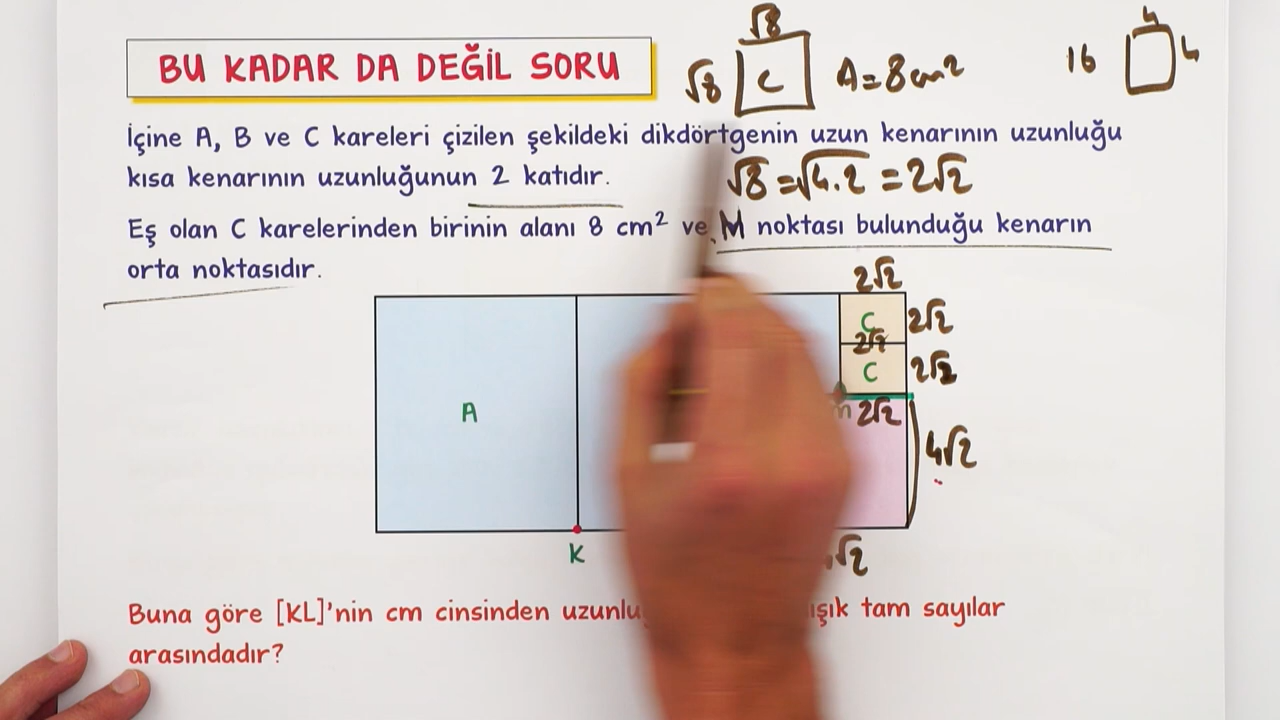 BU KADAR DA DEĞİL SORU
√8
√8 C A=8cm²
16 4 4
İçine A, B ve C kareleri çizilen şekildeki dikdörtgenin uzun kenarının uzunluğu
kısa kenarının uzunluğunun 2 katıdır.
√8 = √4.2 = 2√2
Eş olan C karelerinden birinin alanı 8 cm² ve M noktası bulunduğu kenarın
orta noktasıdır.
2√2
C 2√2
2√2
C 2√2
A
m 2√2
4√2
K
√2
Buna göre [KL]'nin cm cinsinden tam sayılar
arasındadır?